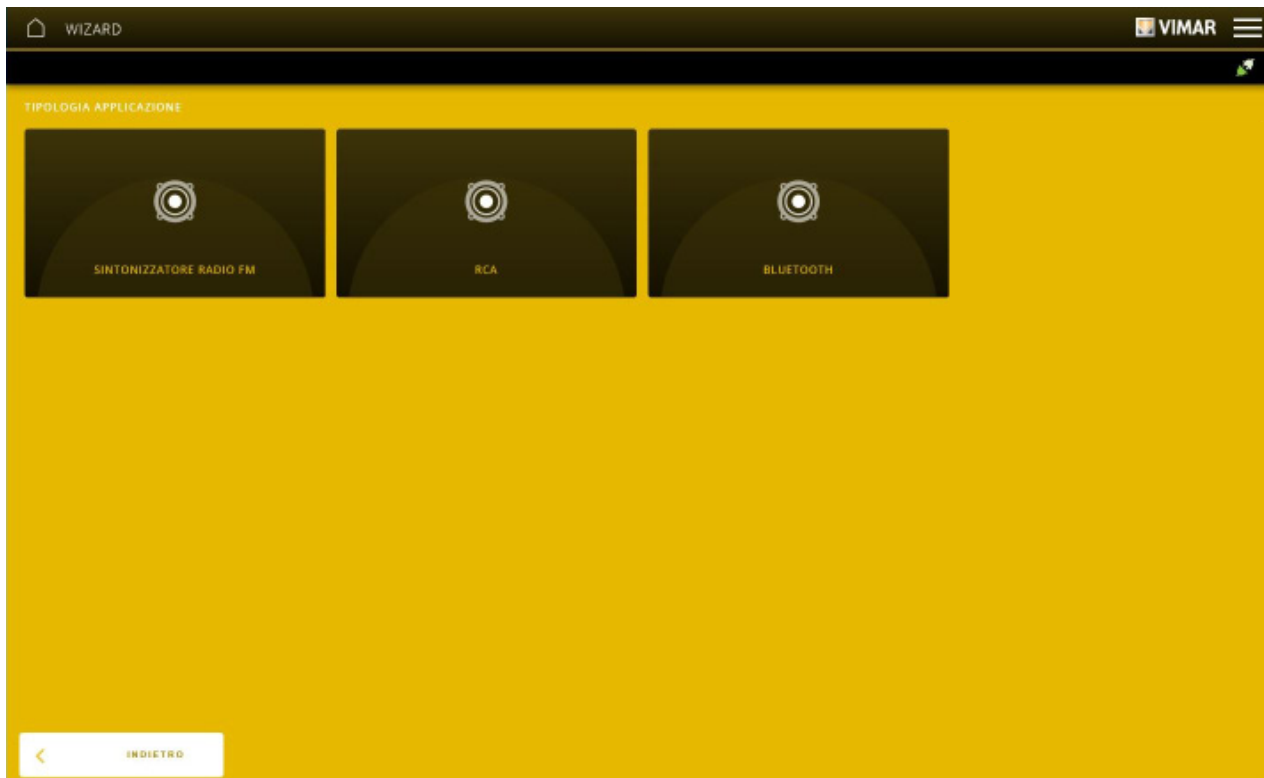 WIZARD
VIMAR
TIPOLOGIA APPLICAZIONE
SINTONIZZATORE RADIO FM
RCA
BLUETOOTH
INDIETRO